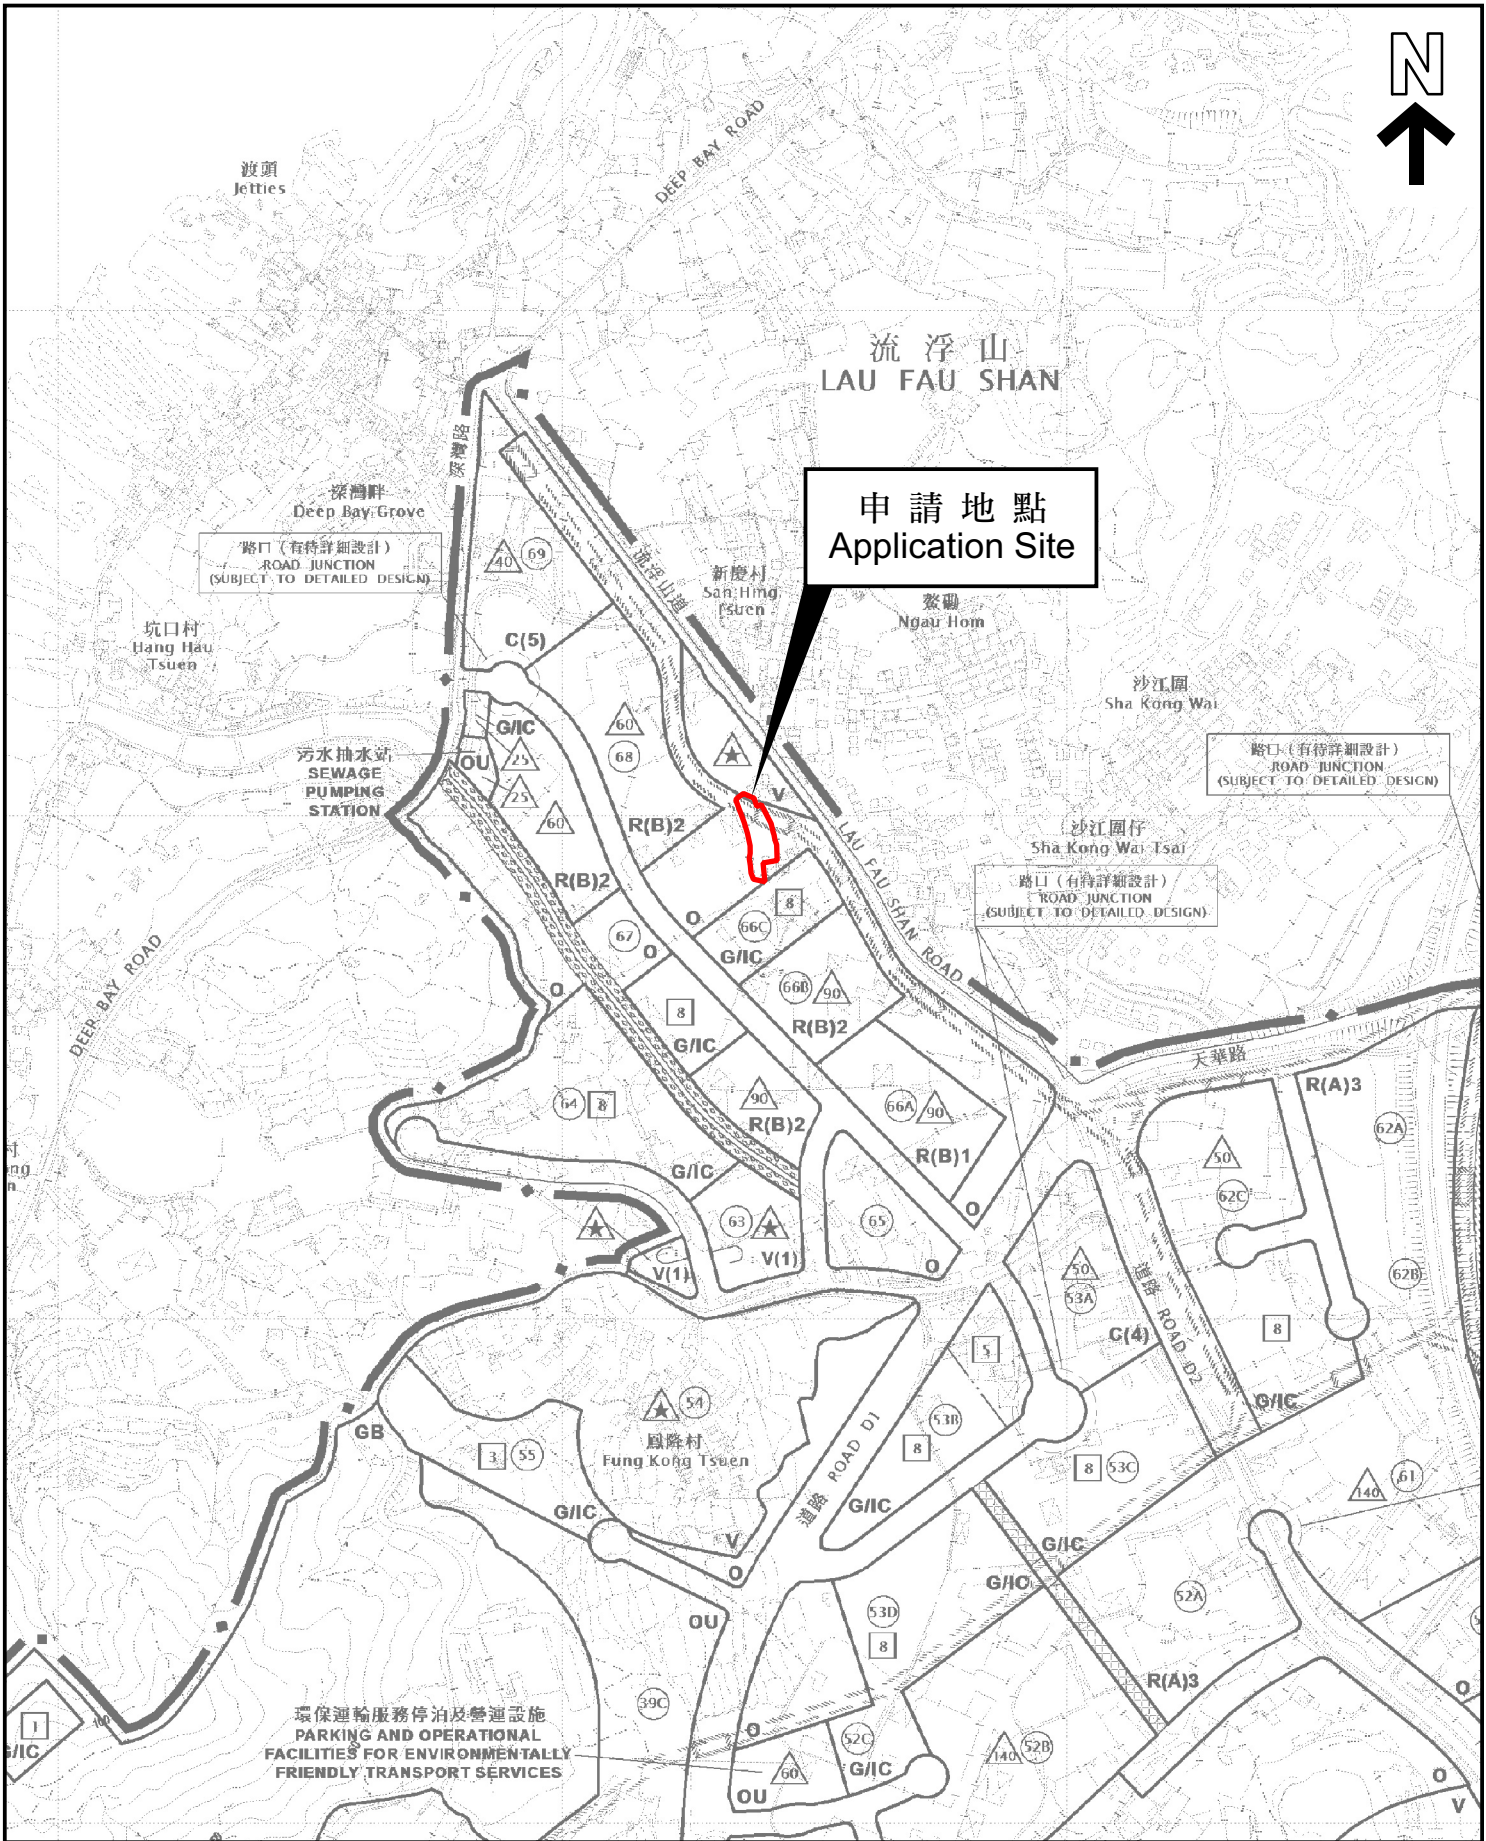 N
DEEP BAY ROAD
渡頭
Jetties
流浮山
LAU FAU SHAN
深灣路
深灣畔
Deep Bay Grove
申請地點
Application Site
路口（有待詳細設計）
ROAD JUNCTION
(SUBJECT TO DETAILED DESIGN)
40
69
流浮山道
新慶村
San Hing
Tsuen
鰲磡
Ngau Hom
坑口村
Hang Hau
Tsuen
C(5)
沙江圍
Sha Kong Wai
G/IC
60
68
污水抽水站
SEWAGE
PUMPING
STATION
OU
25
25
路口（有待詳細設計）
ROAD JUNCTION
(SUBJECT TO DETAILED DESIGN)
V
60
R(B)2
LAU FAU SHAN ROAD
沙江圍仔
Sha Kong Wai Tsai
路口（有待詳細設計）
ROAD JUNCTION
(SUBJECT TO DETAILED DESIGN)
R(B)2
8
O
66C
67
O
G/IC
DEEP BAY ROAD
O
66B
90
8
R(B)2
G/IC
天華路
R(A)3
64
8
90
R(B)2
66A
90
62A
50
R(B)1
G/IC
62C
O
63
65
V(1)
V(1)
O
50
53A
道路 ROAD D2
62B
C(4)
8
5
54
53B
G/IC
GB
鳳降村
Fung Kong Tsuen
3
55
8
8
53C
道路 ROAD D1
61
140
G/IC
G/IC
V
O
G/IC
G/IC
52A
OU
53D
8
R(A)3
39C
O
環保運輸服務停泊及營運設施
PARKING AND OPERATIONAL
FACILITIES FOR ENVIRONMENTALLY
FRIENDLY TRANSPORT SERVICES
1
G/IC
O
52C
G/IC
140
52B
60
OU
O
V